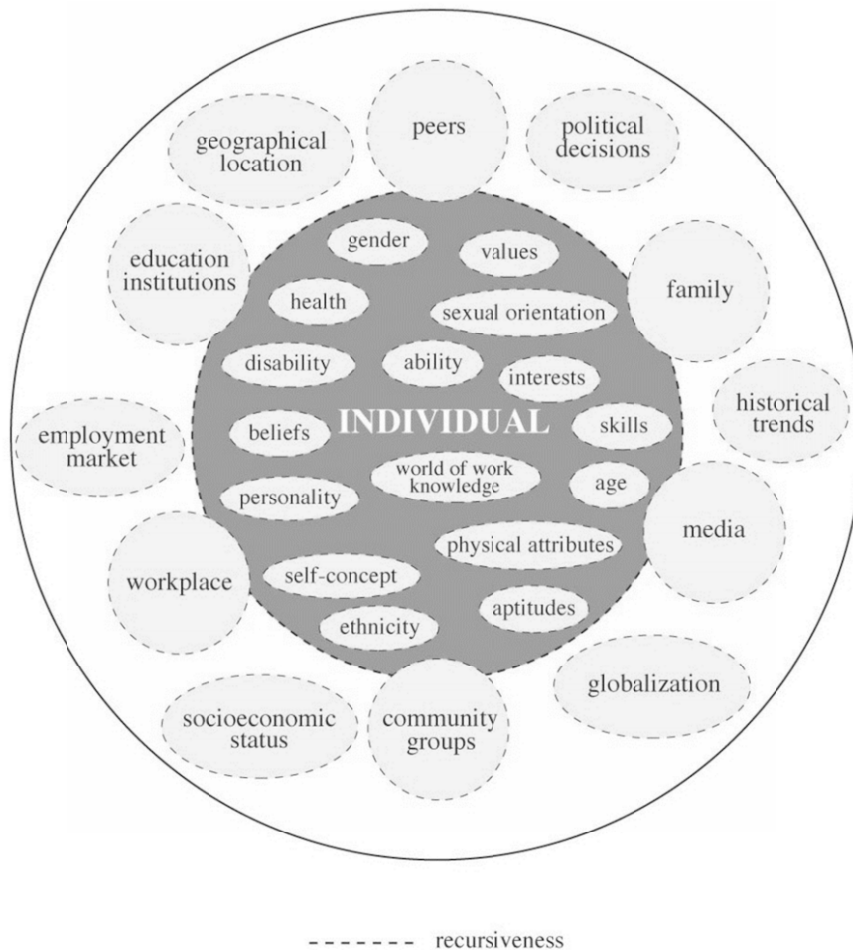 peers
political
decisions
geographical
location
education
institutions
family
gender
values
health
sexual orientation
disability
ability
interests
historical
trends
employment
market
beliefs
INDIVIDUAL
skills
world of work
knowledge
age
personality
media
physical attributes
workplace
self-concept
aptitudes
ethnicity
globalization
socioeconomic
status
community
groups
recursiveness